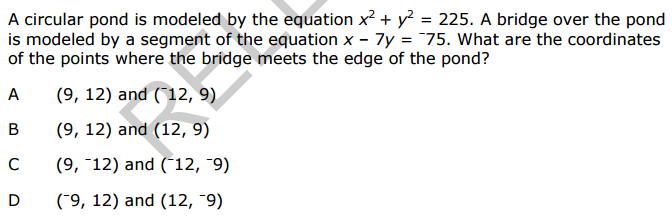 A circular pond is modeled by the equation x² + y² = 225. A bridge over the pond
is modeled by a segment of the equation x – 7y = ⁻75. What are the coordinates
of the points where the bridge meets the edge of the pond?
A (9, 12) and (⁻12, 9)
B (9, 12) and (12, 9)
C (9, ⁻12) and (⁻12, ⁻9)
D (⁻9, 12) and (12, ⁻9)